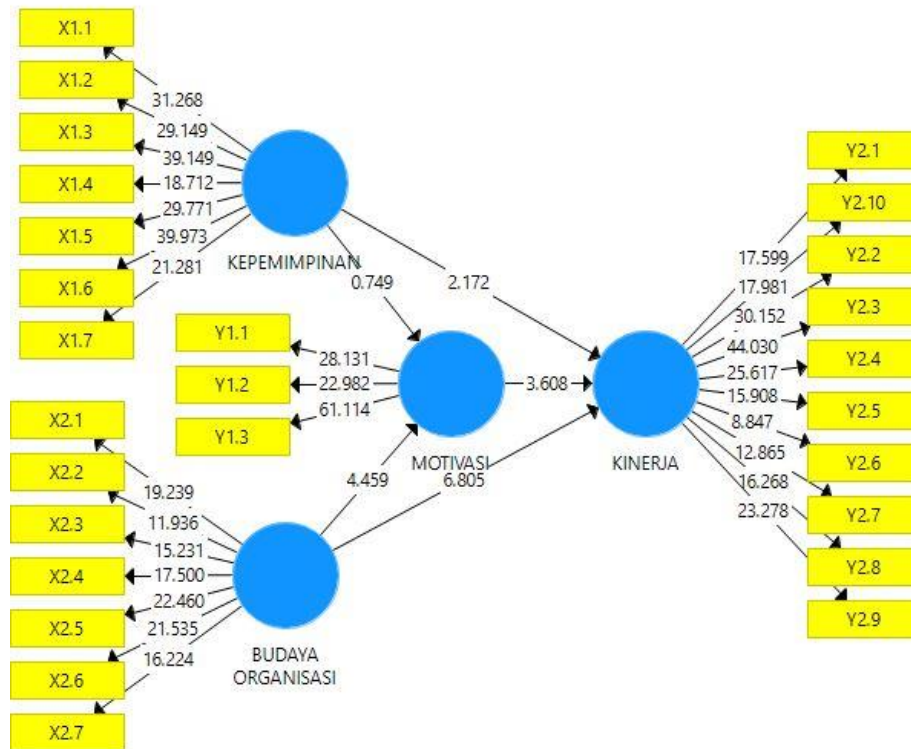 X1.1
X1.2
X1.3
X1.4
X1.5
X1.6
X1.7
31.268
29.149
39.149
18.712
29.771
39.973
21.281
KEPEMIMPINAN
0.749
2.172
Y1.1
Y1.2
Y1.3
28.131
22.982
61.114
MOTIVASI
3.608
4.459
6.805
X2.1
X2.2
X2.3
X2.4
X2.5
X2.6
X2.7
19.239
11.936
15.231
17.500
22.460
21.535
16.224
BUDAYA
ORGANISASI
KINERJA
17.599
17.981
30.152
44.030
25.617
15.908
8.847
12.865
16.268
23.278
Y2.1
Y2.10
Y2.2
Y2.3
Y2.4
Y2.5
Y2.6
Y2.7
Y2.8
Y2.9